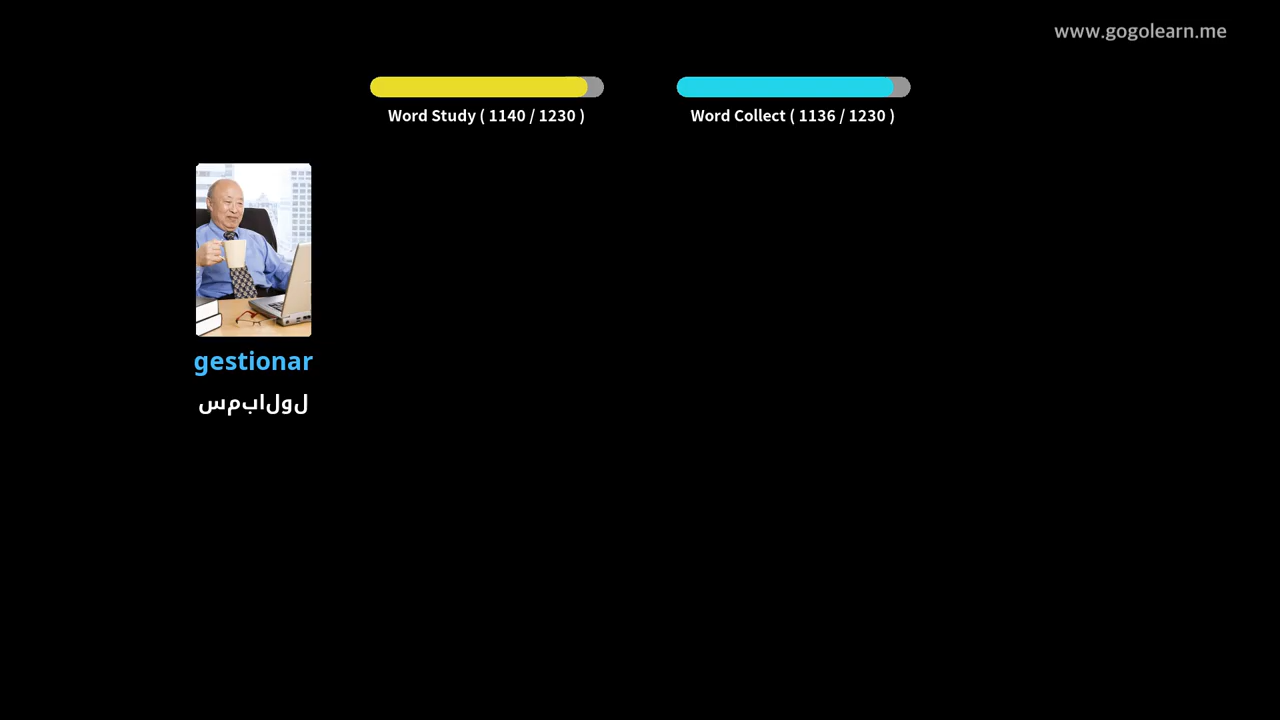 www.gogolearn.me
Word Study ( 1140 / 1230 )
Word Collect ( 1136 / 1230 )
gestionar
سمبالول